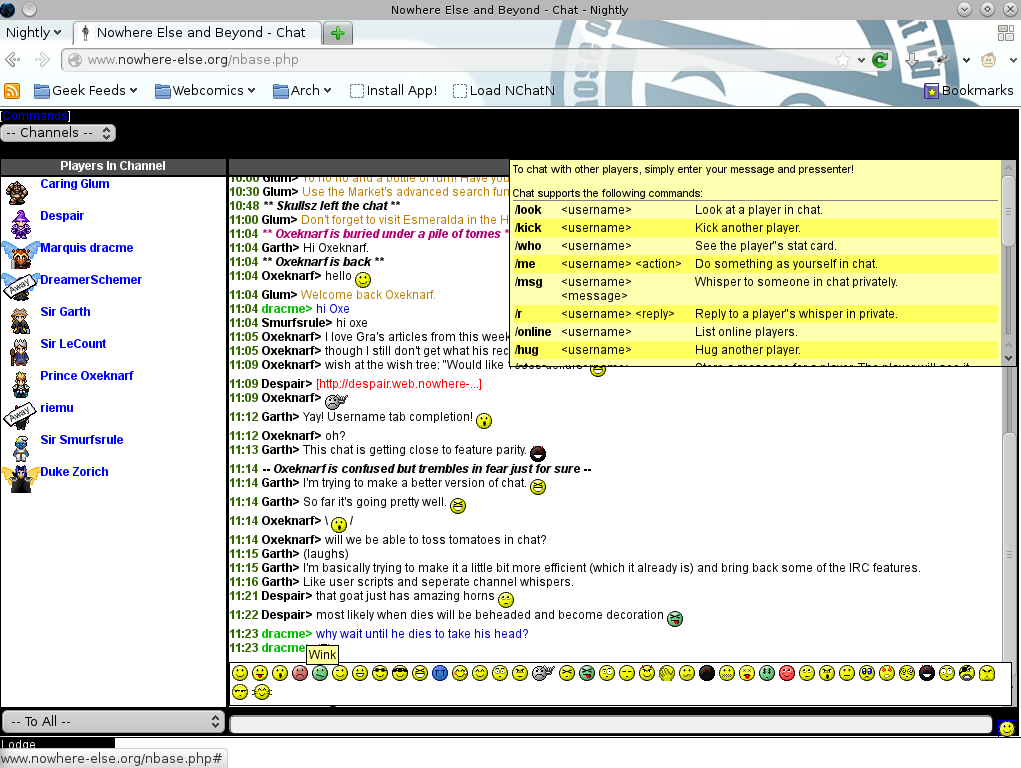 Nowhere Else and Beyond - Chat - Nightly
Nightly
Nowhere Else and Beyond - Chat
www.nowhere-else.org/nbase.php
Geek Feeds
Webcomics
Arch
Install App!
Load NChatN
Bookmarks
[Commands]
-- Channels --
Players In Channel
Caring Glum
Despair
Marquis dracme
Away
DreamerSchemer
Sir Garth
Sir LeCount
Prince Oxeknarf
Away
riemu
Sir Smurfsrule
Duke Zorich
10:00 Glum> Yo ho ho and a bottle of rum! Have you
10:30 Glum> Use the Market's advanced search fun
10:48 ** Skullsz left the chat **
11:00 Glum> Don't forget to visit Esmeralda in the H
11:04 ** Oxeknarf is buried under a pile of tomes *
11:04 Garth> Hi Oxeknarf.
11:04 ** Oxeknarf is back **
11:04 Oxeknarf> hello
11:04 Glum> Welcome back Oxeknarf.
11:04 dracme> hi Oxe
11:04 Smurfsrule> hi oxe
11:05 Oxeknarf> I love Gra's articles from this week
11:05 Oxeknarf> though I still don't get what his rec
11:09 Oxeknarf> wish at the wish tree: "Would like
11:09 Despair> [http://despair.web.nowhere-...]
11:09 Oxeknarf>
11:12 Garth> Yay! Username tab completion!
11:12 Oxeknarf> oh?
11:13 Garth> This chat is getting close to feature parity.
11:14 -- Oxeknarf is confused but trembles in fear just for sure --
11:14 Garth> I'm trying to make a better version of chat.
11:14 Garth> So far it's going pretty well.
11:14 Oxeknarf> \ /
11:14 Oxeknarf> will we be able to toss tomatoes in chat?
11:15 Garth> (laughs)
11:15 Garth> I'm basically trying to make it a little bit more efficient (which it already is) and bring back some of the IRC features.
11:16 Garth> Like user scripts and seperate channel whispers.
11:21 Despair> that goat just has amazing horns
11:22 Despair> most likely when dies will be beheaded and become decoration
11:23 dracme> why wait until he dies to take his head?
11:23 dracme
Wink
To chat with other players, simply enter your message and pressenter!
Chat supports the following commands:
/look <username> Look at a player in chat.
/kick <username> Kick another player.
/who <username> See the player"s stat card.
/me <username> <action> Do something as yourself in chat.
/msg <username> <message> Whisper to someone in chat privately.
/r <username> <reply> Reply to a player"s whisper in private.
/online <username> List online players.
/hug <username> Hug another player.
-- To All --
Lodge
www.nowhere-else.org/nbase.php#